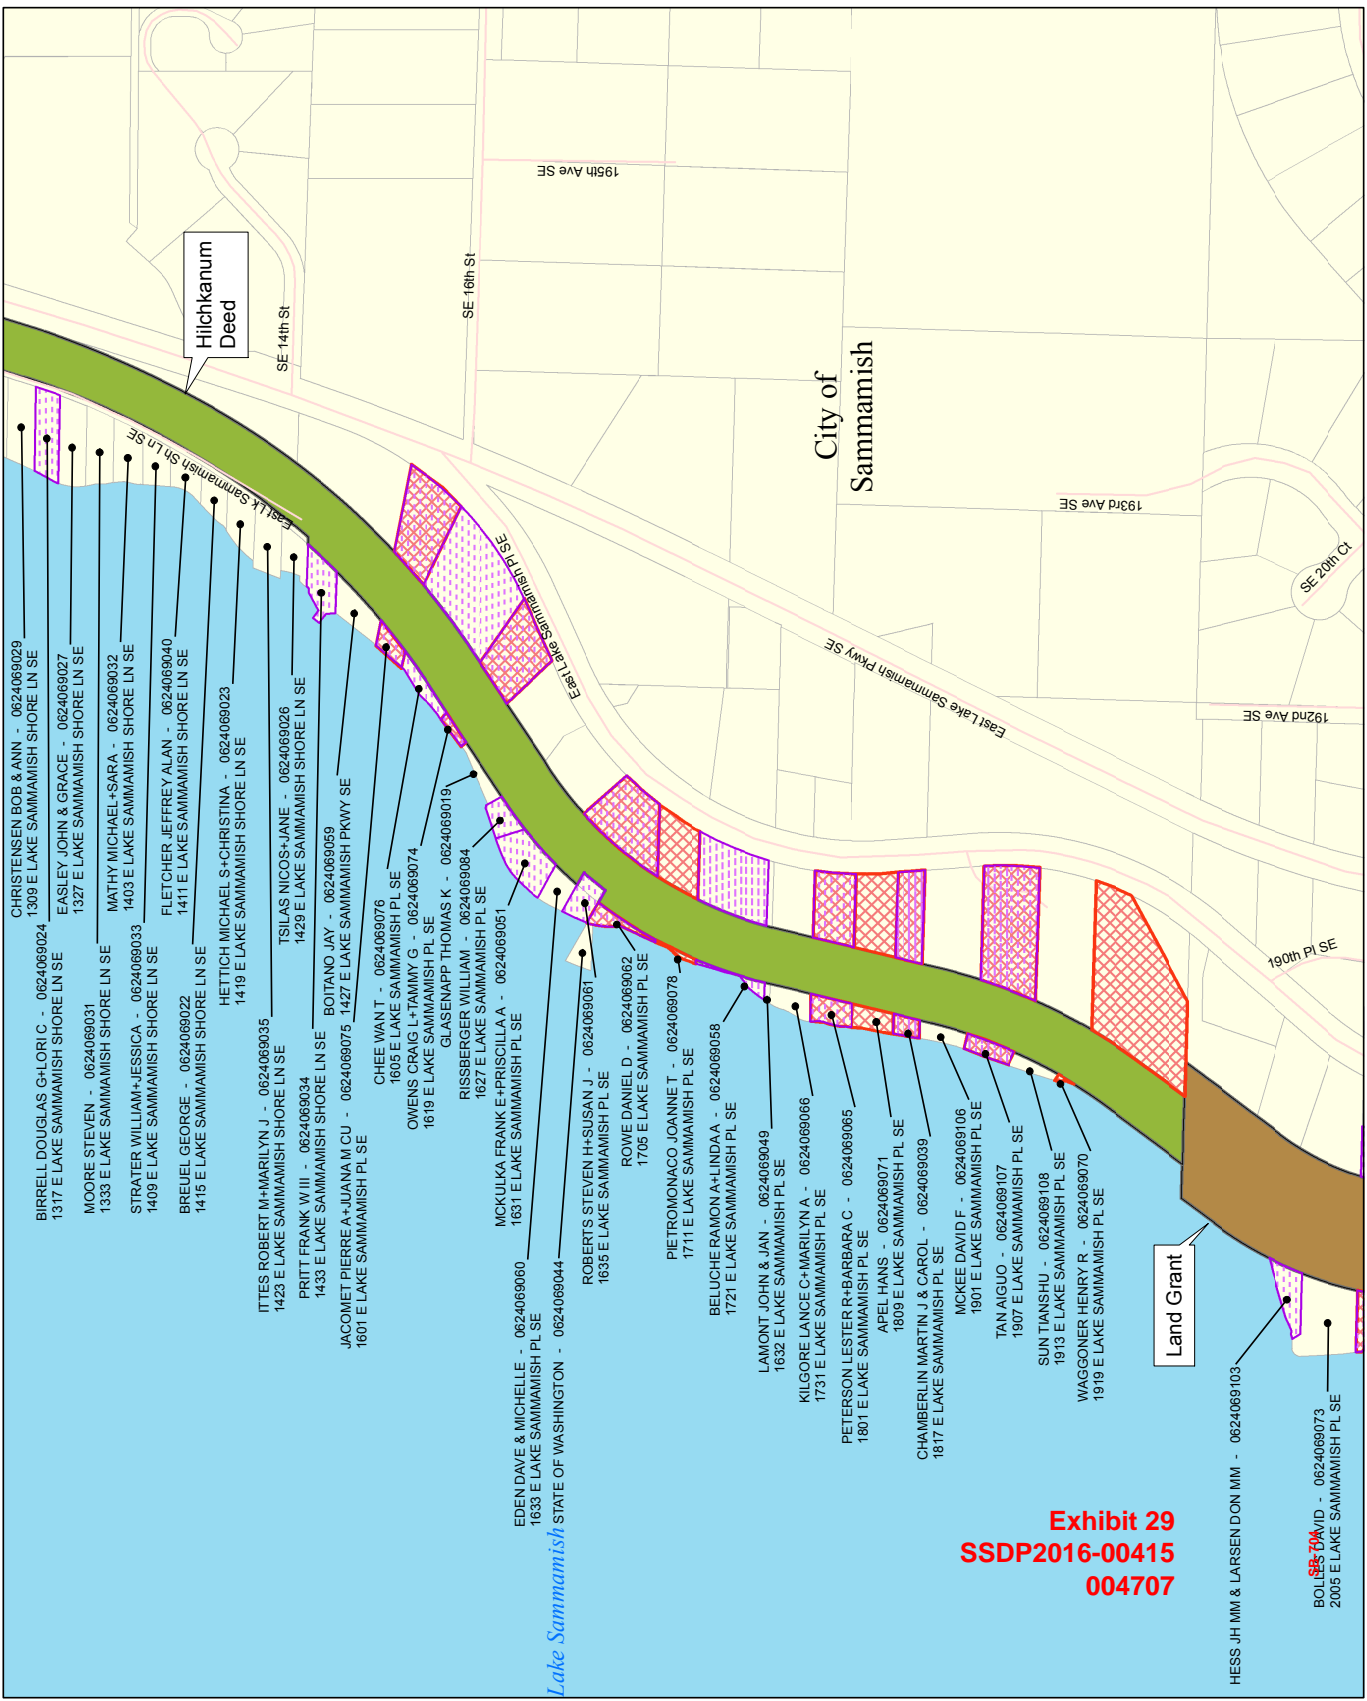 CHRISTENSEN BOB & ANN - 0624069029
1309 E LAKE SAMMAMISH SHORE LN SE
BIRRELL DOUGLAS G+LORI C - 0624069024
1317 E LAKE SAMMAMISH SHORE LN SE
EASLEY JOHN & GRACE - 0624069027
1327 E LAKE SAMMAMISH SHORE LN SE
MOORE STEVEN - 0624069031
1333 E LAKE SAMMAMISH SHORE LN SE
MATHY MICHAEL+SARA - 0624069032
1403 E LAKE SAMMAMISH SHORE LN SE
STRATER WILLIAM+JESSICA - 0624069033
1409 E LAKE SAMMAMISH SHORE LN SE
FLETCHER JEFFREY ALAN - 0624069040
1411 E LAKE SAMMAMISH SHORE LN SE
BREUEL GEORGE - 0624069022
1415 E LAKE SAMMAMISH SHORE LN SE
HETTICH MICHAEL S+CHRISTINA - 0624069023
1419 E LAKE SAMMAMISH SHORE LN SE
ITTES ROBERT M+MARILYN J - 0624069035
1423 E LAKE SAMMAMISH SHORE LN SE
TSILAS NICOS+JANE - 0624069026
1429 E LAKE SAMMAMISH SHORE LN SE
PRITT FRANK W III - 0624069034
1433 E LAKE SAMMAMISH SHORE LN SE
BOITANO JAY - 0624069059
1427 E LAKE SAMMAMISH PKWY SE
JACOMET PIERRE A+JUANA M CU - 0624069075
1601 E LAKE SAMMAMISH PL SE
CHEE WAN T - 0624069076
1605 E LAKE SAMMAMISH PL SE
OWENS CRAIG L+TAMMY G - 0624069074
1619 E LAKE SAMMAMISH PL SE
GLASENAPP THOMAS K - 0624069019
RISSBERGER WILLIAM - 0624069084
1627 E LAKE SAMMAMISH PL SE
MCKULKA FRANK E+PRISCILLA A - 0624069051
1631 E LAKE SAMMAMISH PL SE
EDEN DAVE & MICHELLE - 0624069060
1633 E LAKE SAMMAMISH PL SE
STATE OF WASHINGTON - 0624069044
ROBERTS STEVEN H+SUSAN J - 0624069061
1635 E LAKE SAMMAMISH PL SE
ROWE DANIEL D - 0624069062
1705 E LAKE SAMMAMISH PL SE
PIETROMONACO JOANNE T - 0624069078
1711 E LAKE SAMMAMISH PL SE
BELUCHE RAMON A+LINDA A - 0624069058
1721 E LAKE SAMMAMISH PL SE
LAMONT JOHN & JAN - 0624069049
1632 E LAKE SAMMAMISH PL SE
KILGORE LANCE C+MARILYN A - 0624069066
1731 E LAKE SAMMAMISH PL SE
PETERSON LESTER R+BARBARA C - 0624069065
1801 E LAKE SAMMAMISH PL SE
APEL HANS - 0624069071
1809 E LAKE SAMMAMISH PL SE
CHAMBERLIN MARTIN J & CAROL - 0624069039
1817 E LAKE SAMMAMISH PL SE
MCKEE DAVID F - 0624069106
1901 E LAKE SAMMAMISH PL SE
TAN AIGUO - 0624069107
1907 E LAKE SAMMAMISH PL SE
SUN TIANSHU - 0624069108
1913 E LAKE SAMMAMISH PL SE
WAGGONER HENRY R - 0624069070
1919 E LAKE SAMMAMISH PL SE
HESS JH MM & LARSEN DON MM - 0624069103
BOLLES DAVID - 0624069073
2005 E LAKE SAMMAMISH PL SE
Hilchkanum
Deed
Land Grant
City of
Sammamish
Lake Sammamish
East Lk Sammamish Sh Ln SE
SE 14th St
SE 16th St
195th Ave SE
193rd Ave SE
192nd Ave SE
SE 20th Ct
190th Pl SE
East Lake Sammamish Pl SE
East Lake Sammamish Pl SE
East Lake Sammamish Pkwy SE
Exhibit 29
SSDP2016-00415
004707
SR-704